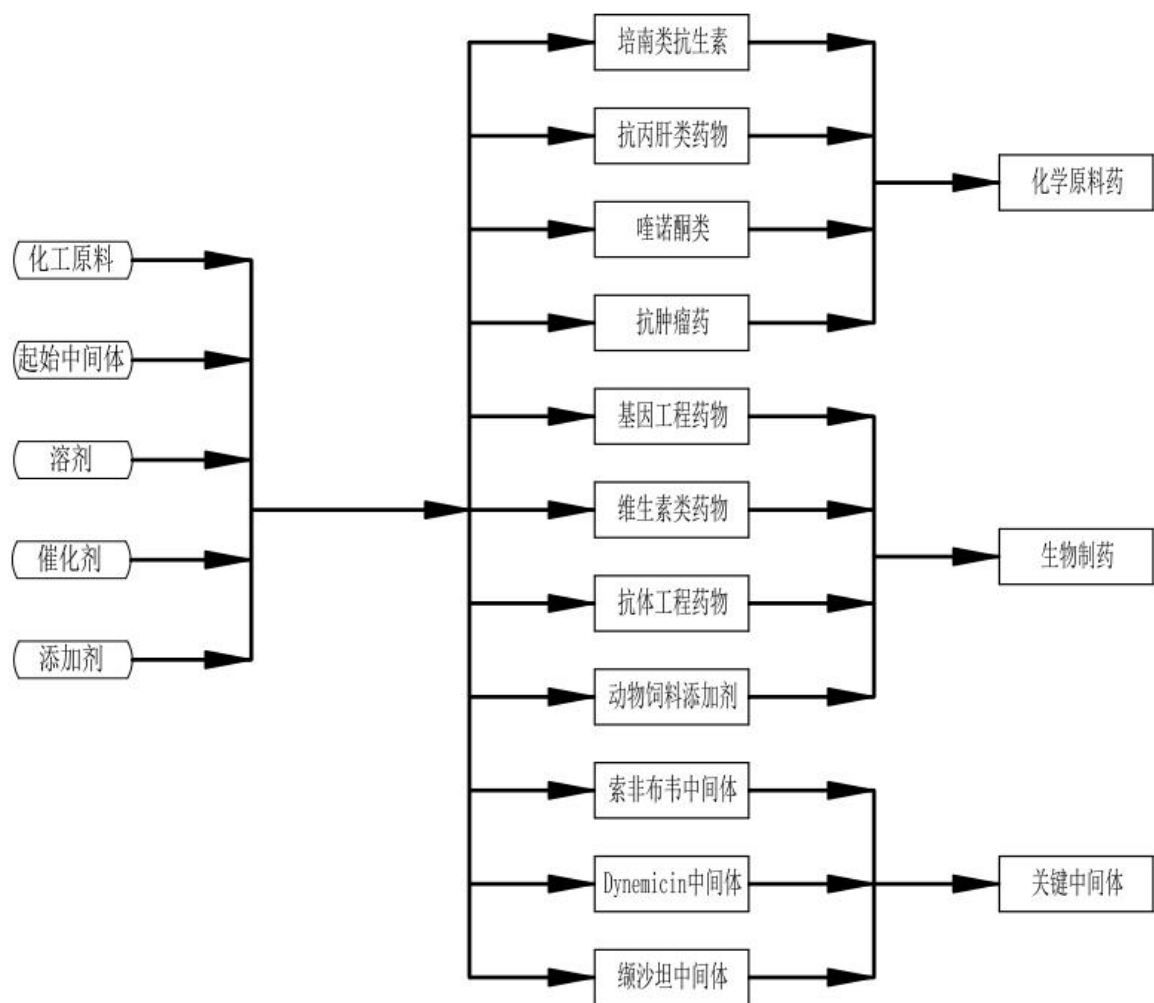 化工原料
起始中间体
溶剂
催化剂
添加剂
培南类抗生素
抗丙肝类药物
喹诺酮类
抗肿瘤药
基因工程药物
维生素类药物
抗体工程药物
动物饲料添加剂
索非布韦中间体
Dynemicin中间体
缬沙坦中间体
化学原料药
生物制药
关键中间体